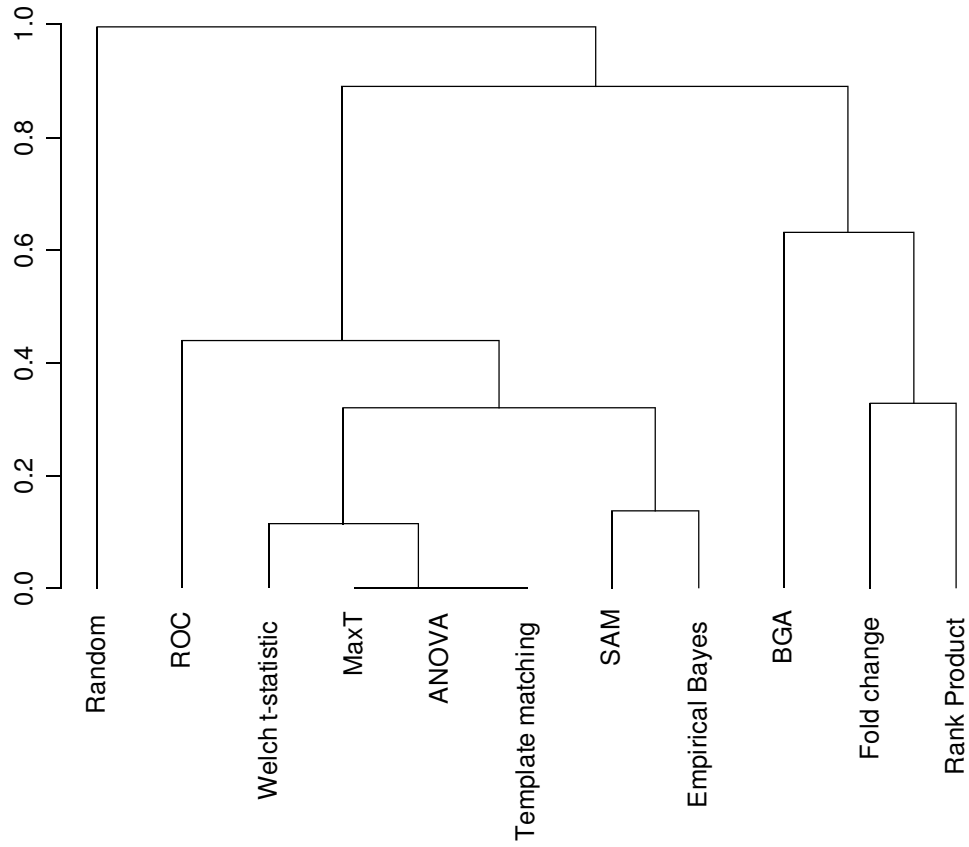 1.0
0.8
0.6
0.4
0.2
0.0
Random
ROC
Welch t-statistic
MaxT
ANOVA
Template matching
SAM
Empirical Bayes
BGA
Fold change
Rank Product